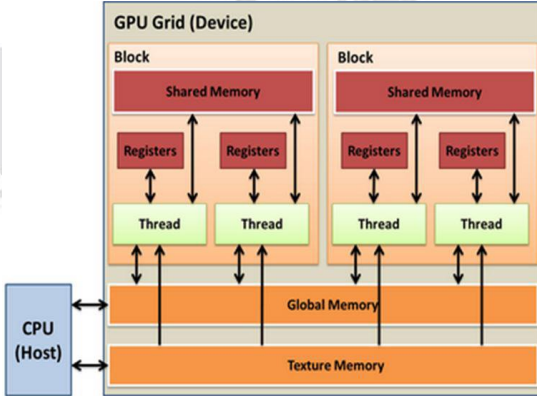 GPU Grid (Device)
Block
Block
Shared Memory
Shared Memory
Registers
Registers
Registers
Registers
Thread
Thread
Thread
Thread
CPU
(Host)
Global Memory
Texture Memory